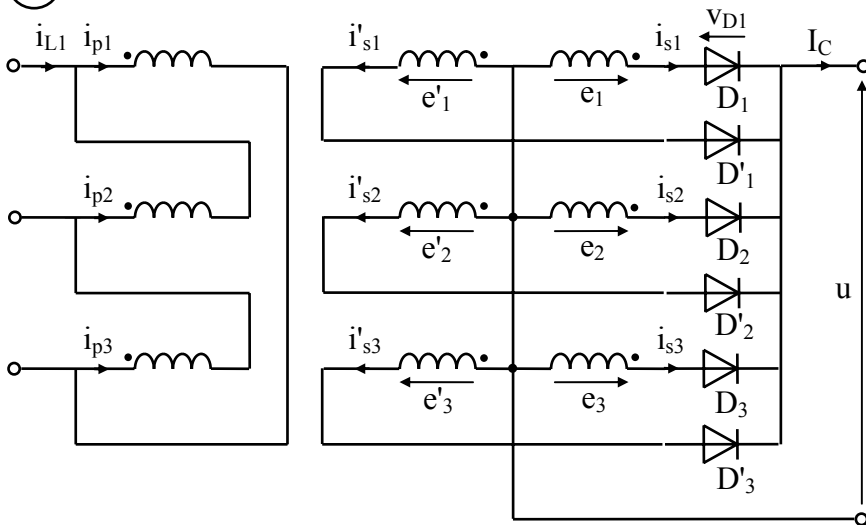 i_L1 i_p1 i'_s1 i_s1 v_D1 I_C
e'_1 e_1 D_1
D'_1
i_p2 i'_s2 i_s2
e'_2 e_2 D_2
u
D'_2
i_p3 i'_s3 i_s3
e'_3 e_3 D_3
D'_3